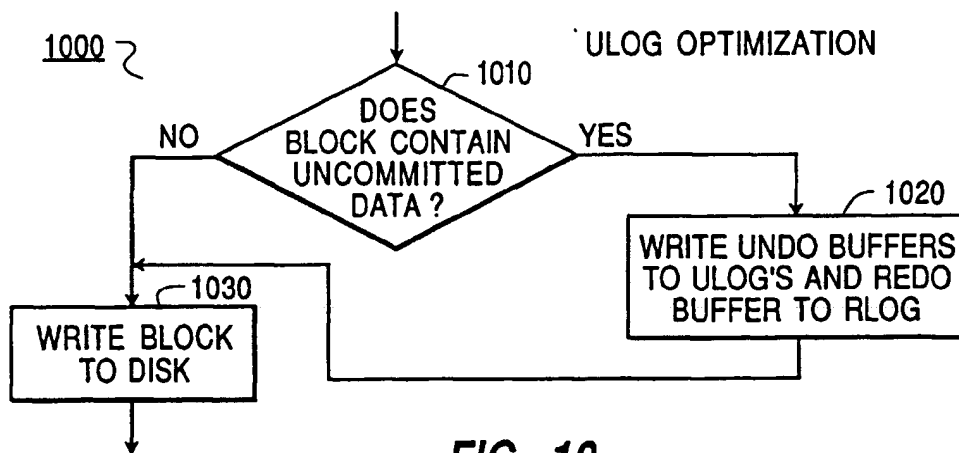 1000
ULOG OPTIMIZATION
1010
DOES
BLOCK CONTAIN
UNCOMMITTED
DATA ?
NO
YES
1020
WRITE UNDO BUFFERS
TO ULOG'S AND REDO
BUFFER TO RLOG
1030
WRITE BLOCK
TO DISK